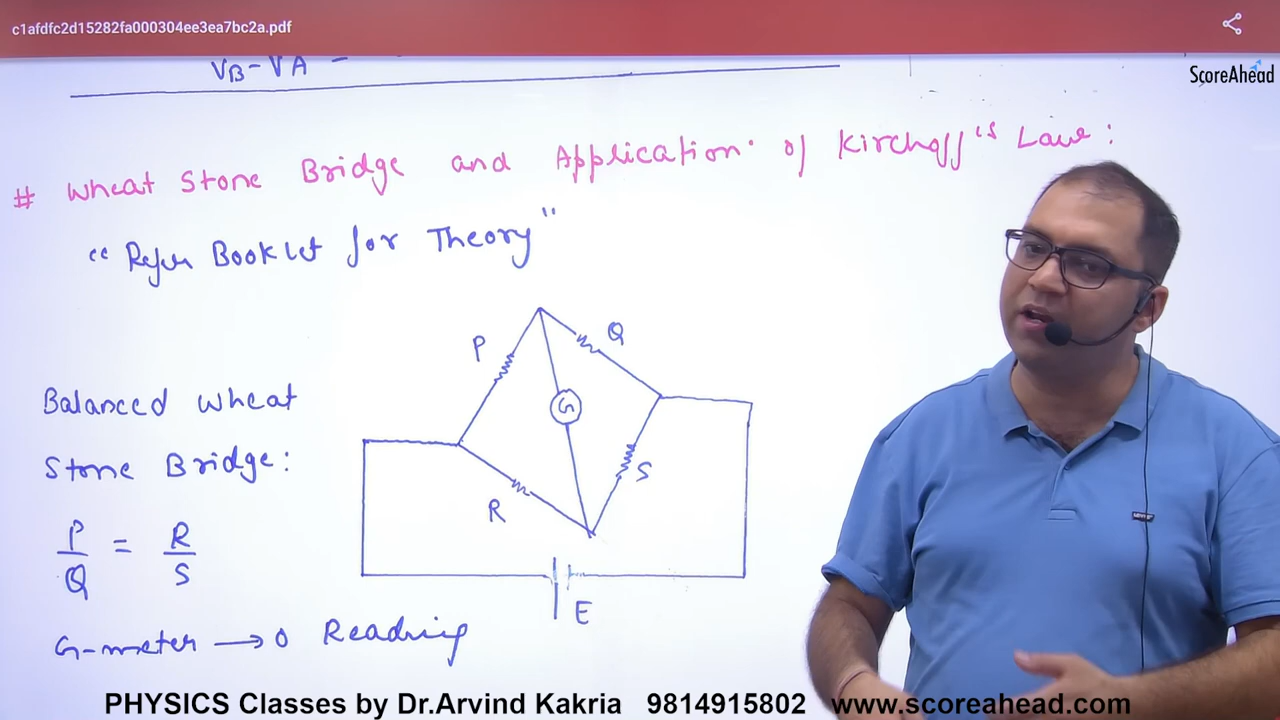 c1afdfc2d15282fa000304ee3ea7bc2a.pdf
VB-VA -
ScoreAhead
# Wheat Stone Bridge and Application of Kirchoff's Law:
"Refer Booklet for Theory"
P
Q
G
Balanced Wheat
Stone Bridge:
R
S
P/Q = R/S
E
G-meter → 0 Reading
PHYSICS Classes by Dr.Arvind Kakria 9814915802 www.scoreahead.com